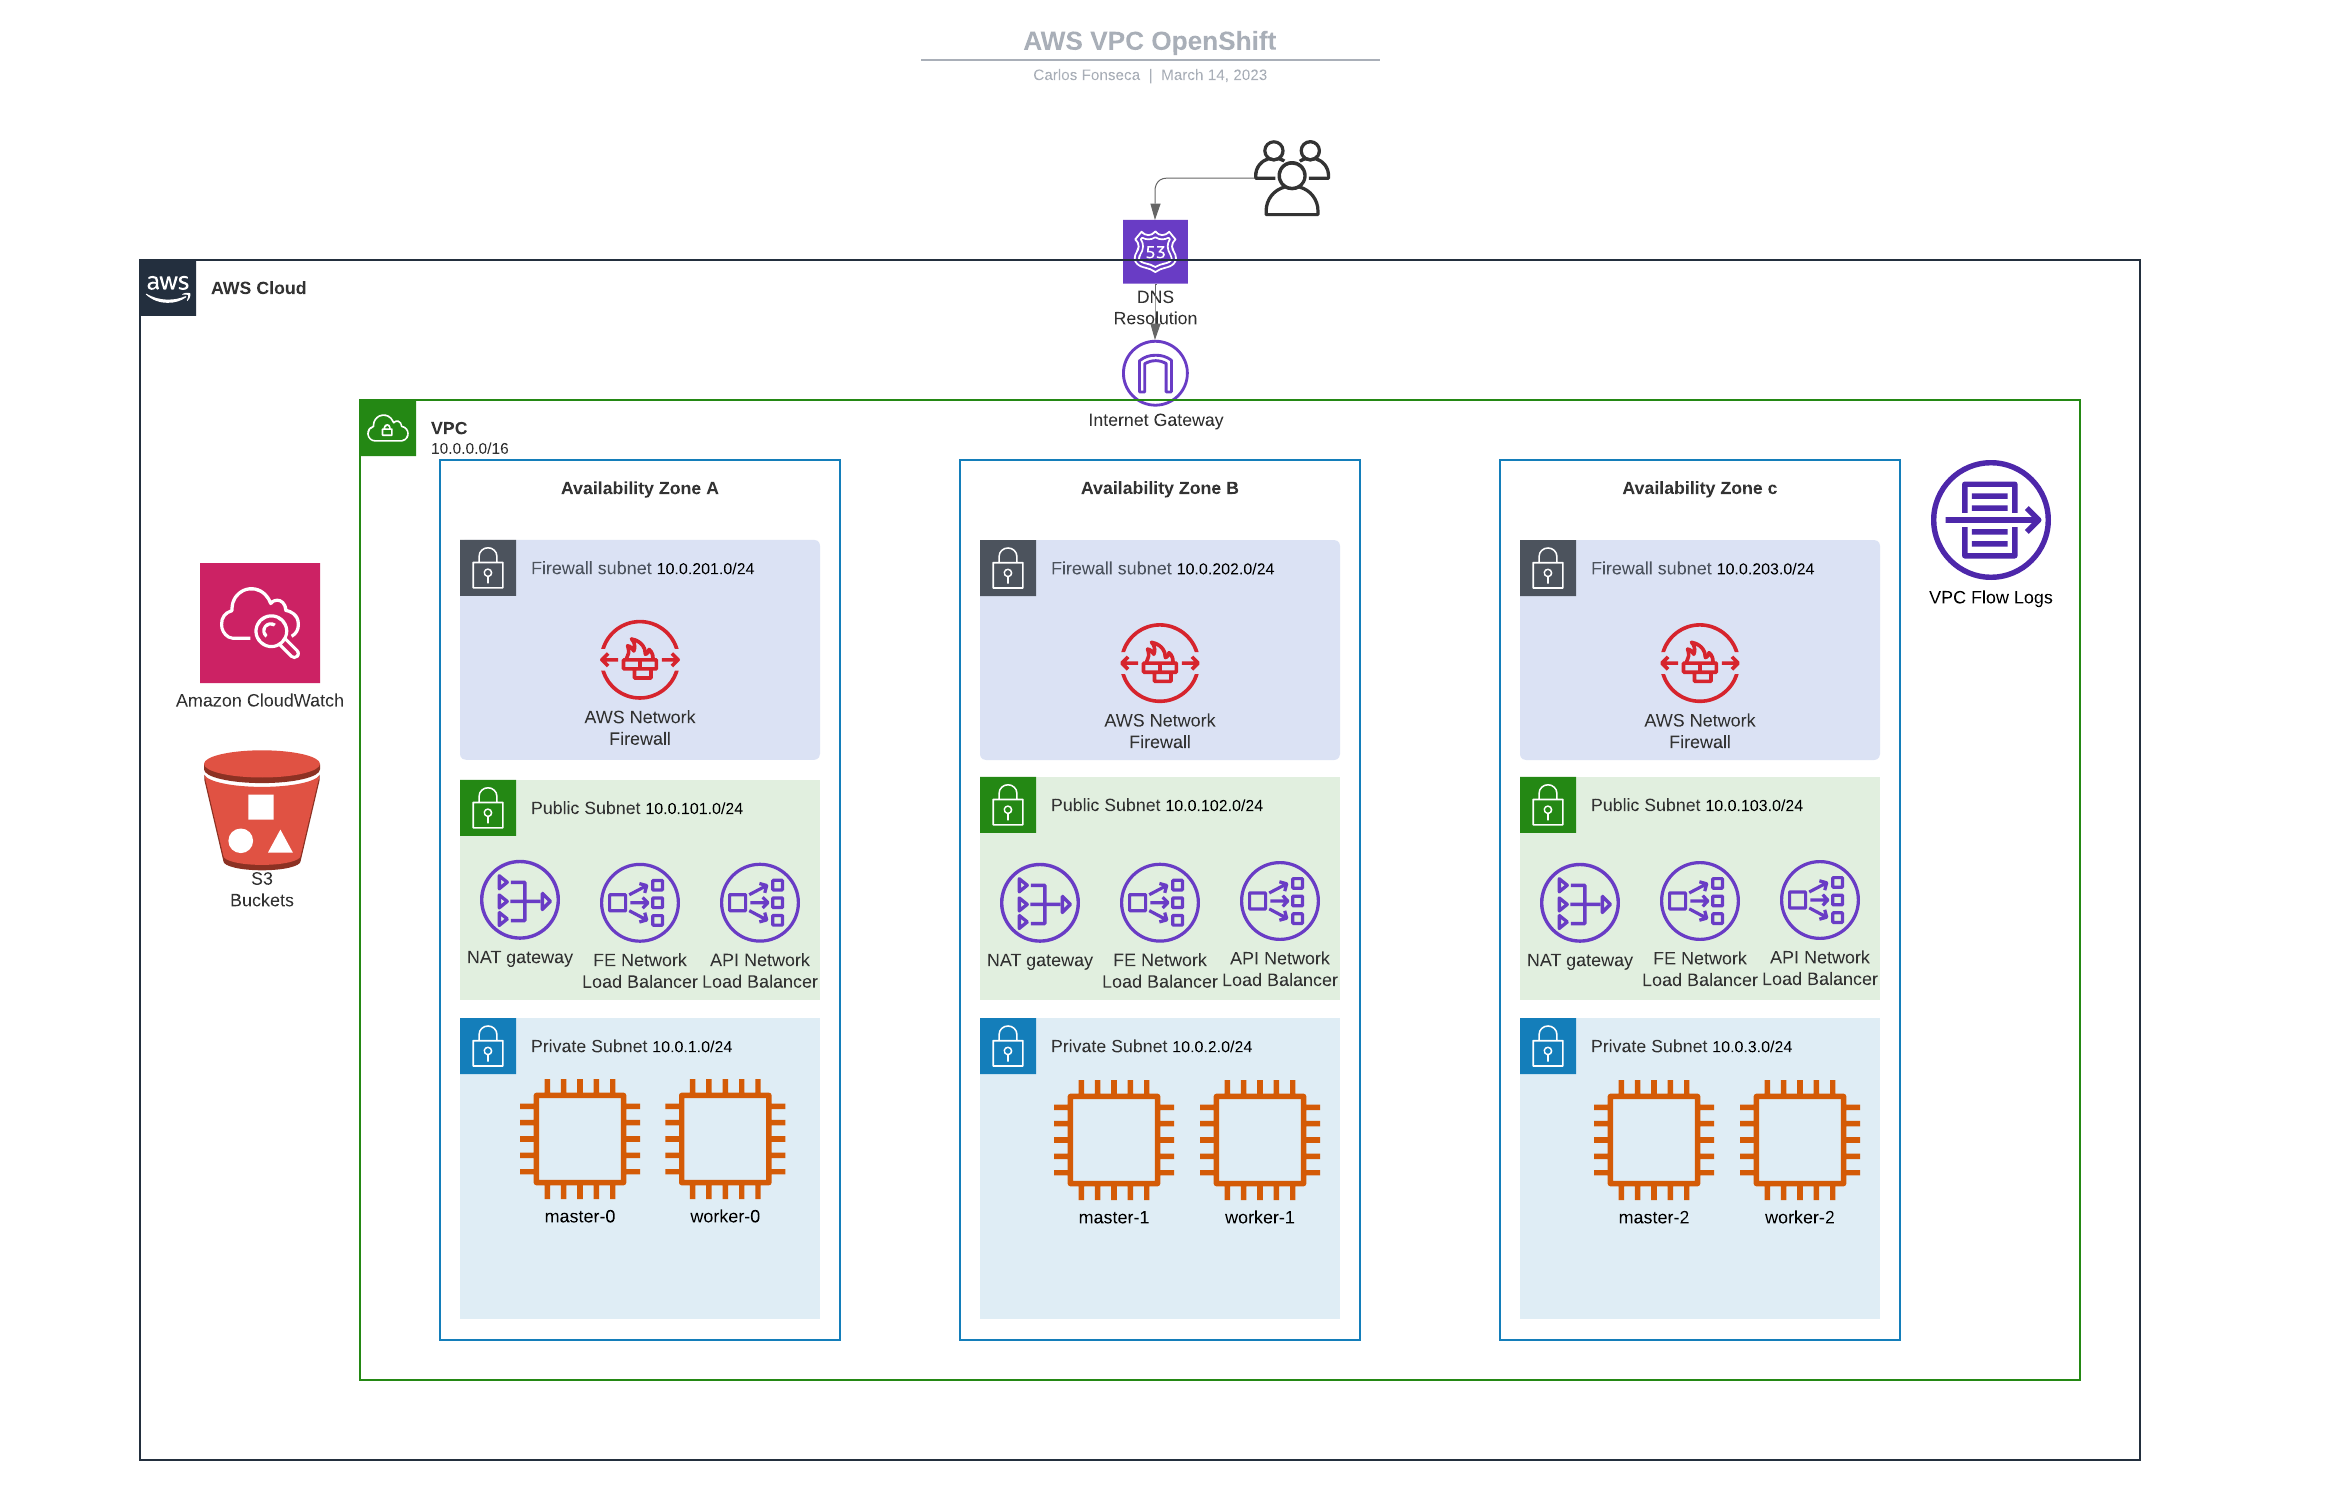 AWS VPC OpenShift
Carlos Fonseca | March 14, 2023
53
aws
AWS Cloud
DNS
Resolution
Internet Gateway
VPC
10.0.0.0/16
Availability Zone A
Availability Zone B
Availability Zone c
Firewall subnet 10.0.201.0/24
Firewall subnet 10.0.202.0/24
Firewall subnet 10.0.203.0/24
VPC Flow Logs
AWS Network
Firewall
AWS Network
Firewall
AWS Network
Firewall
Amazon CloudWatch
S3
Buckets
Public Subnet 10.0.101.0/24
Public Subnet 10.0.102.0/24
Public Subnet 10.0.103.0/24
NAT gateway
FE Network
Load Balancer
API Network
Load Balancer
NAT gateway
FE Network
Load Balancer
API Network
Load Balancer
NAT gateway
FE Network
Load Balancer
API Network
Load Balancer
Private Subnet 10.0.1.0/24
Private Subnet 10.0.2.0/24
Private Subnet 10.0.3.0/24
master-0
worker-0
master-1
worker-1
master-2
worker-2